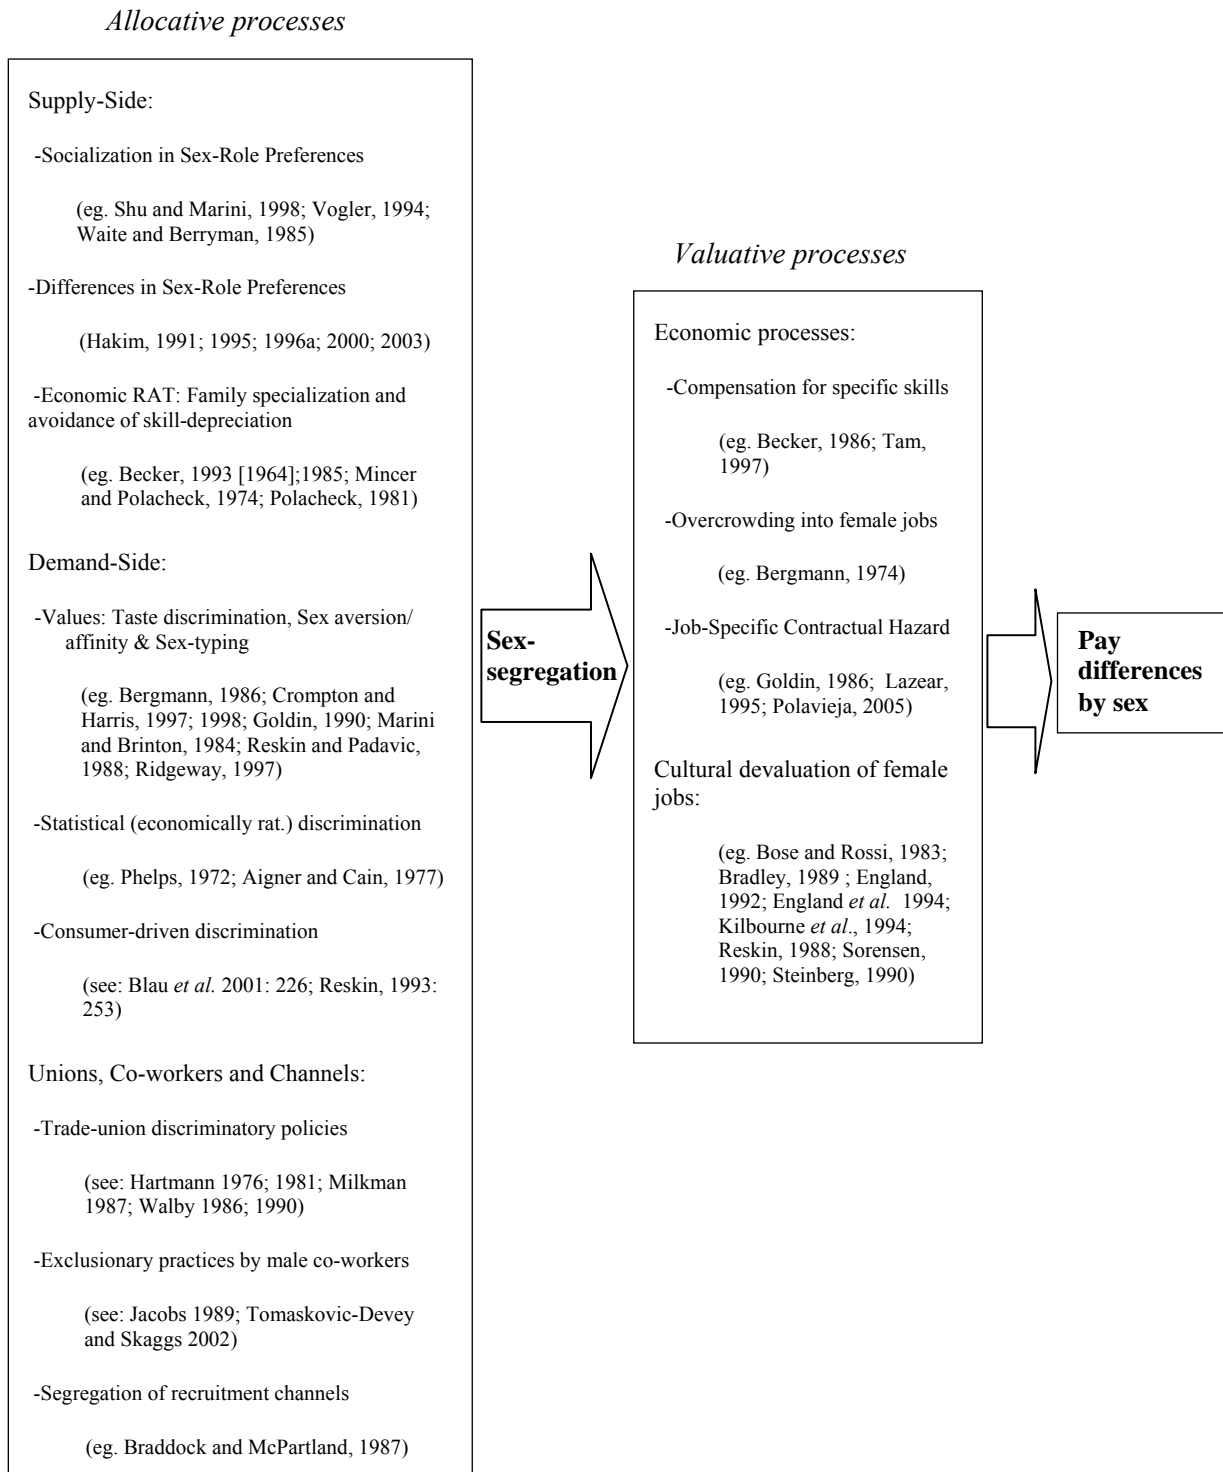 Allocative processes
Supply-Side:
-Socialization in Sex-Role Preferences
(eg. Shu and Marini, 1998; Vogler, 1994;
Waite and Berryman, 1985)
-Differences in Sex-Role Preferences
(Hakim, 1991; 1995; 1996a; 2000; 2003)
-Economic RAT: Family specialization and
avoidance of skill-depreciation
(eg. Becker, 1993 [1964];1985; Mincer
and Polacheck, 1974; Polacheck, 1981)
Demand-Side:
-Values: Taste discrimination, Sex aversion/
affinity & Sex-typing
(eg. Bergmann, 1986; Crompton and
Harris, 1997; 1998; Goldin, 1990; Marini
and Brinton, 1984; Reskin and Padavic,
1988; Ridgeway, 1997)
-Statistical (economically rat.) discrimination
(eg. Phelps, 1972; Aigner and Cain, 1977)
-Consumer-driven discrimination
(see: Blau et al. 2001: 226; Reskin, 1993:
253)
Unions, Co-workers and Channels:
-Trade-union discriminatory policies
(see: Hartmann 1976; 1981; Milkman
1987; Walby 1986; 1990)
-Exclusionary practices by male co-workers
(see: Jacobs 1989; Tomaskovic-Devey
and Skaggs 2002)
-Segregation of recruitment channels
(eg. Braddock and McPartland, 1987)
Sex-
segregation
Valuative processes
Economic processes:
-Compensation for specific skills
(eg. Becker, 1986; Tam,
1997)
-Overcrowding into female jobs
(eg. Bergmann, 1974)
-Job-Specific Contractual Hazard
(eg. Goldin, 1986; Lazear,
1995; Polavieja, 2005)
Cultural devaluation of female
jobs:
(eg. Bose and Rossi, 1983;
Bradley, 1989 ; England,
1992; England et al. 1994;
Kilbourne et al., 1994;
Reskin, 1988; Sorensen,
1990; Steinberg, 1990)
Pay
differences
by sex